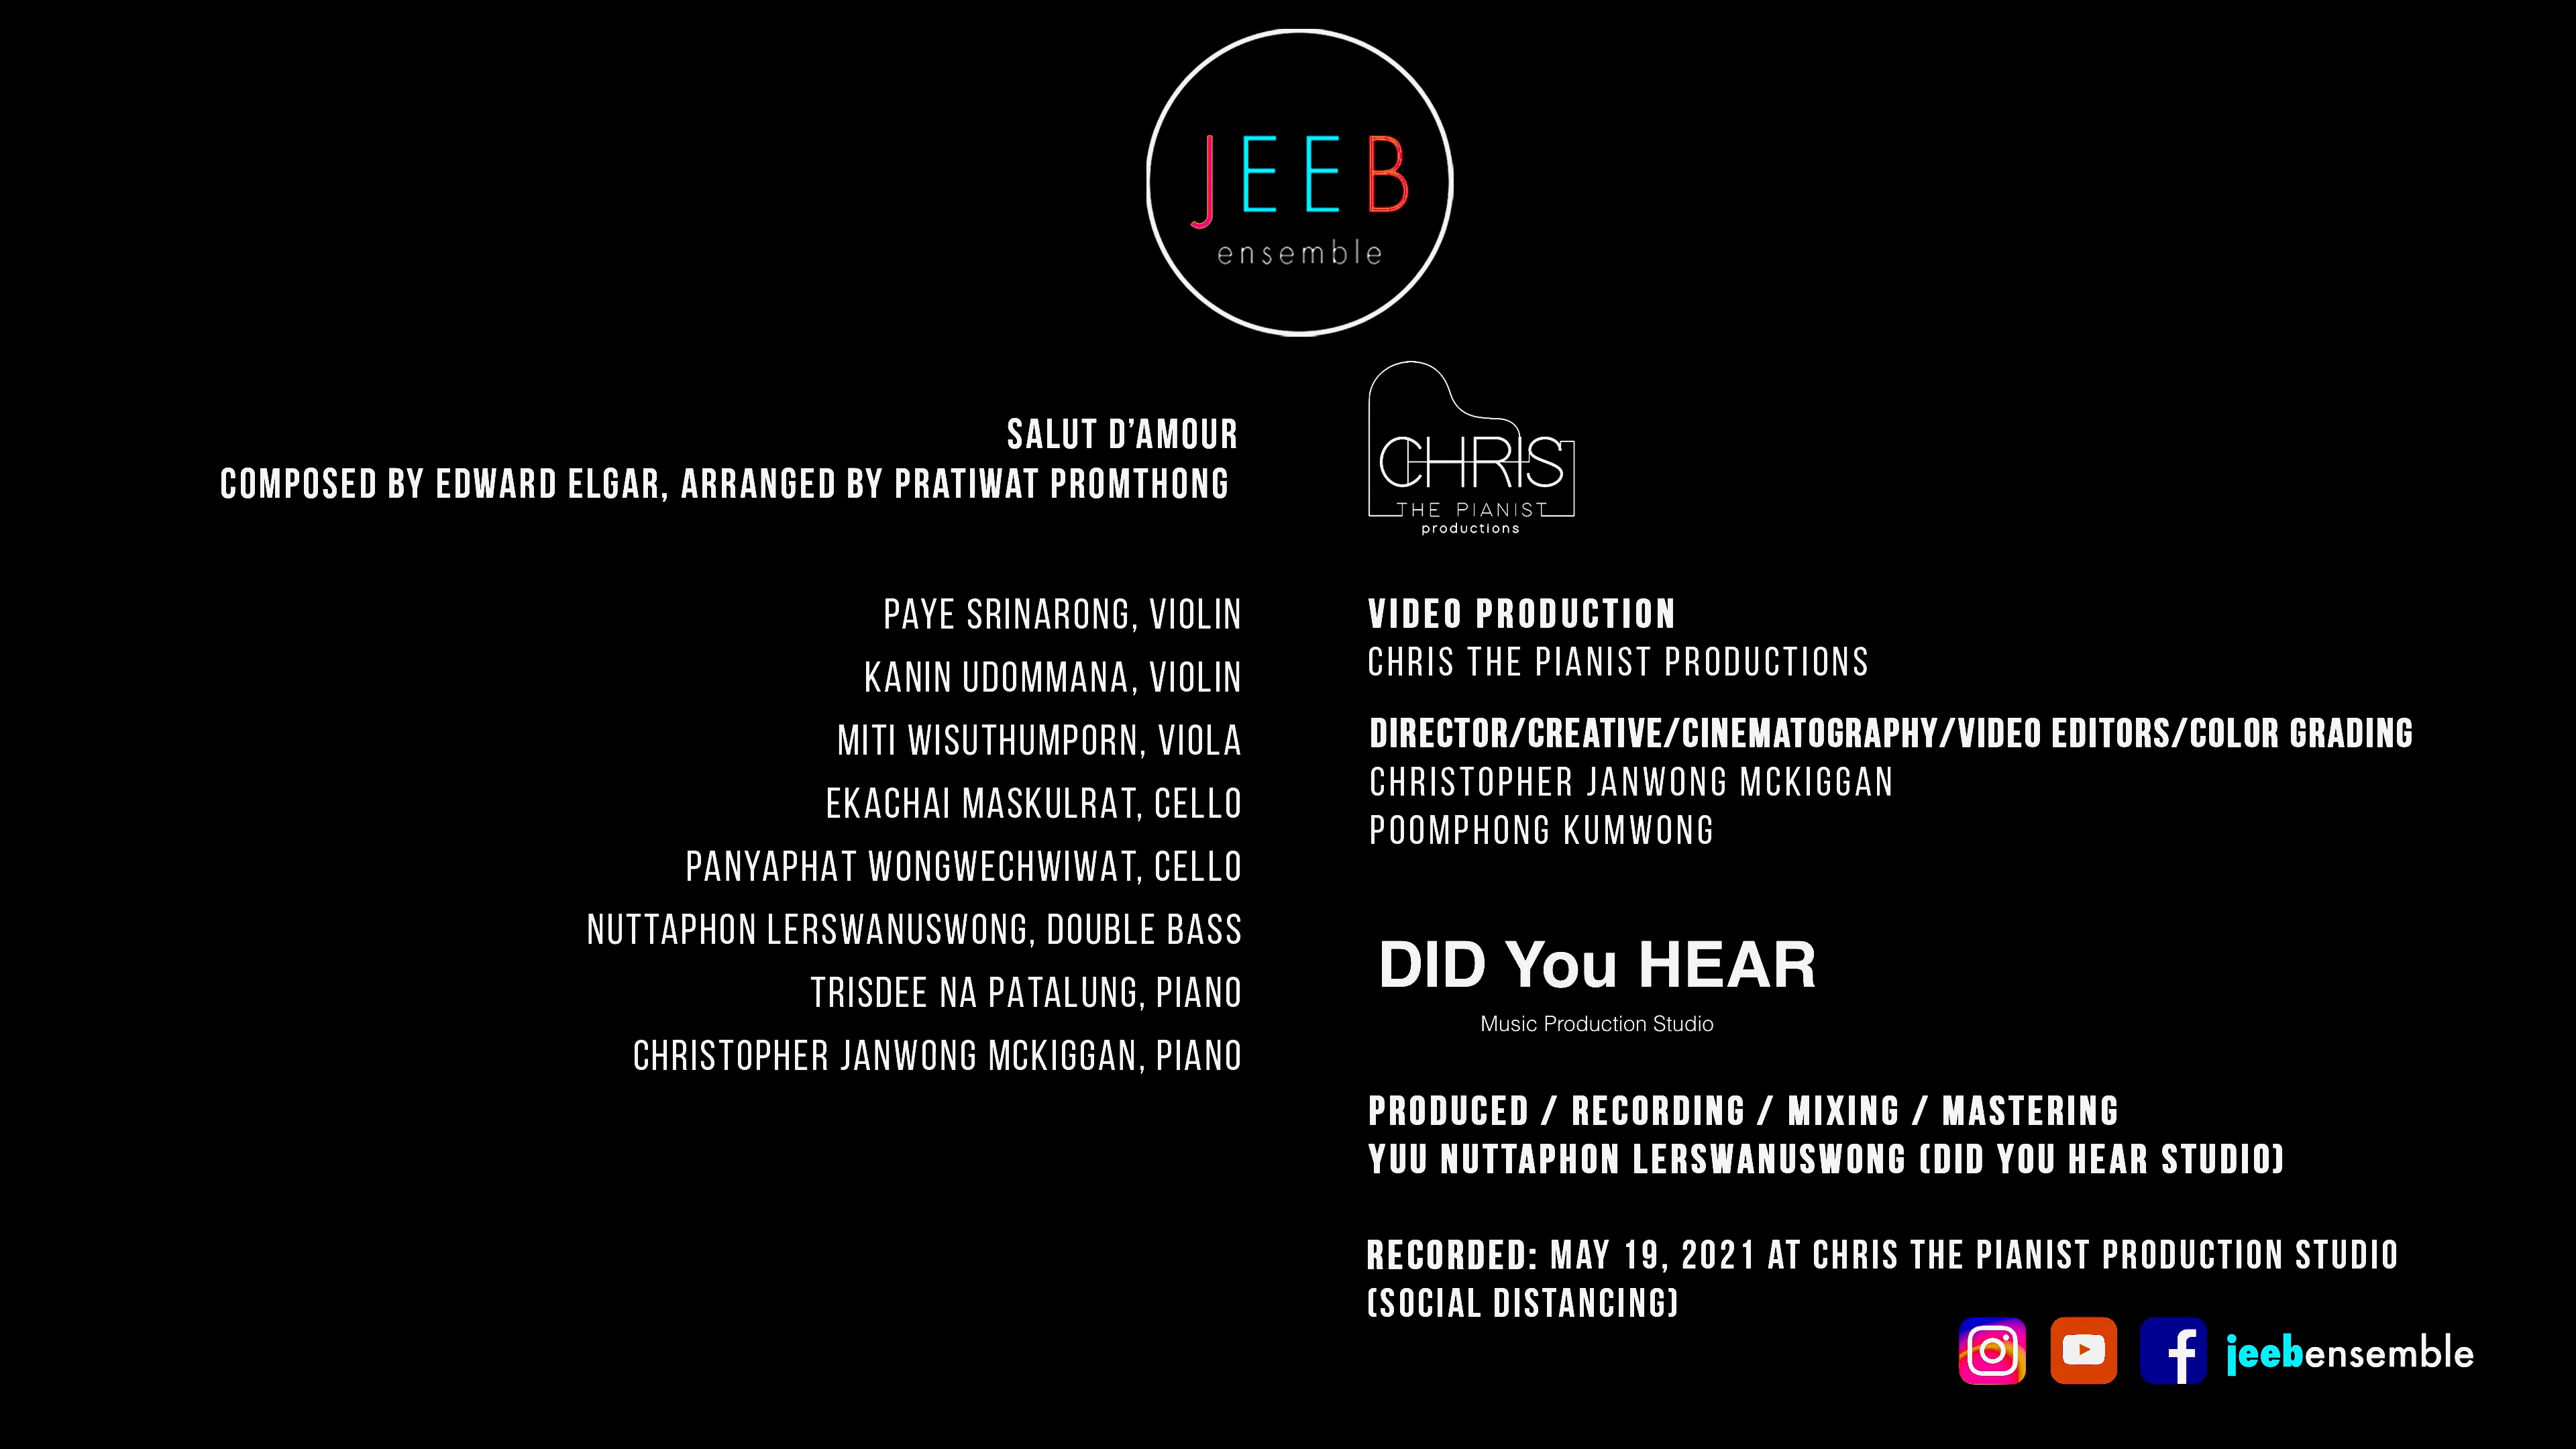 JEEB
ensemble
SALUT D'AMOUR
COMPOSED BY EDWARD ELGAR, ARRANGED BY PRATIWAT PROMTHONG
PAYE SRINARONG, VIOLIN
KANIN UDOMMANA, VIOLIN
MITI WISUTHUMPORN, VIOLA
EKACHAI MASKULRAT, CELLO
PANYAPHAT WONGWECHWIWAT, CELLO
NUTTAPHON LERSWANUSWONG, DOUBLE BASS
TRISDEE NA PATALUNG, PIANO
CHRISTOPHER JANWONG MCKIGGAN, PIANO
CHRIS
THE PIANIST
productions
VIDEO PRODUCTION
CHRIS THE PIANIST PRODUCTIONS
DIRECTOR/CREATIVE/CINEMATOGRAPHY/VIDEO EDITORS/COLOR GRADING
CHRISTOPHER JANWONG MCKIGGAN
POOMPHONG KUMWONG
DID You HEAR
Music Production Studio
PRODUCED / RECORDING / MIXING / MASTERING
YUU NUTTAPHON LERSWANUSWONG (DID YOU HEAR STUDIO)
RECORDED: MAY 19, 2021 AT CHRIS THE PIANIST PRODUCTION STUDIO
(SOCIAL DISTANCING)
jeebensemble